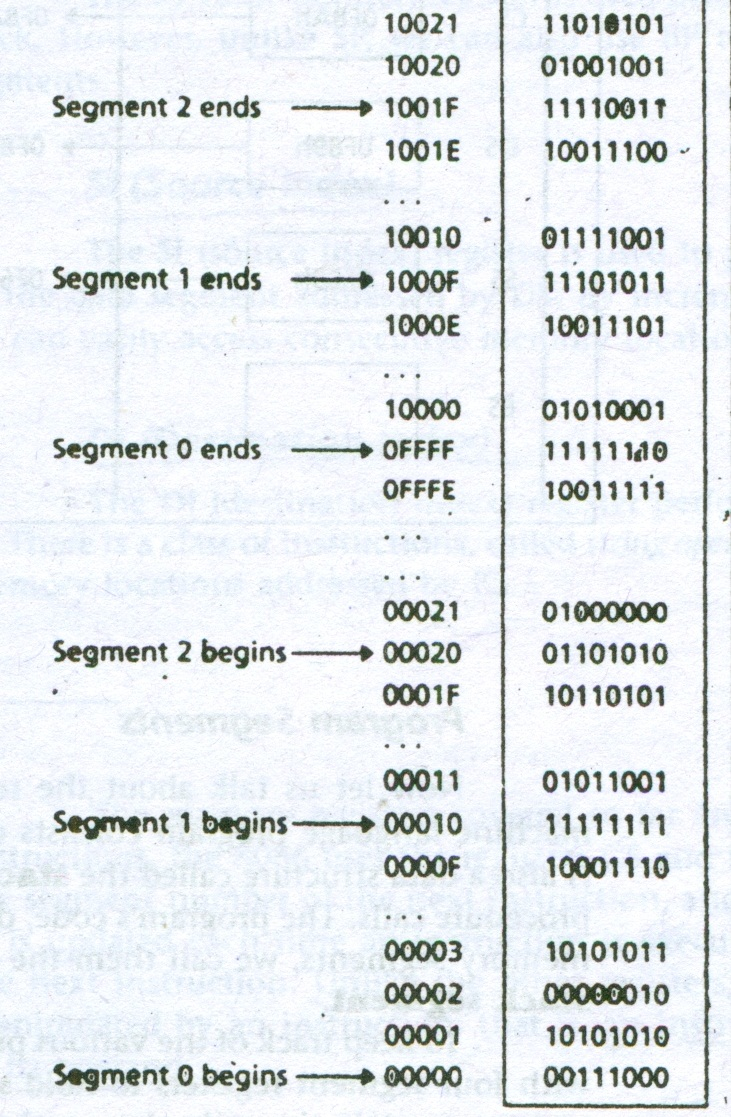 10021 11010101
10020 01001001
Segment 2 ends 1001F 11110011
1001E 10011100
...
10010 01111001
Segment 1 ends 1000F 11101011
1000E 10011101
...
10000 01010001
Segment 0 ends 0FFFF 11111110
0FFFE 10011111
...
...
00021 01000000
Segment 2 begins 00020 01101010
0001F 10110101
...
00011 01011001
Segment 1 begins 00010 11111111
0000F 10001110
...
00003 10101011
00002 00000010
00001 10101010
Segment 0 begins 00000 00111000